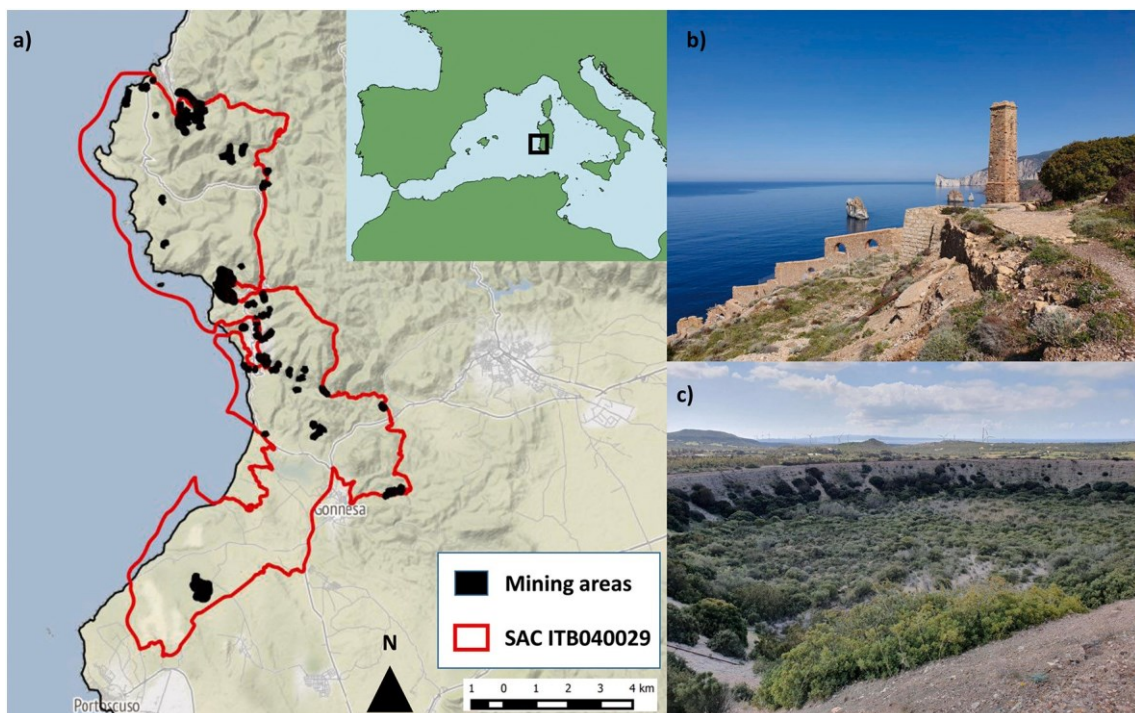 a)
b)
c)
Gonnesa
Portoscuso
Mining areas
SAC ITB040029
N
1 0 1 2 3 4 km